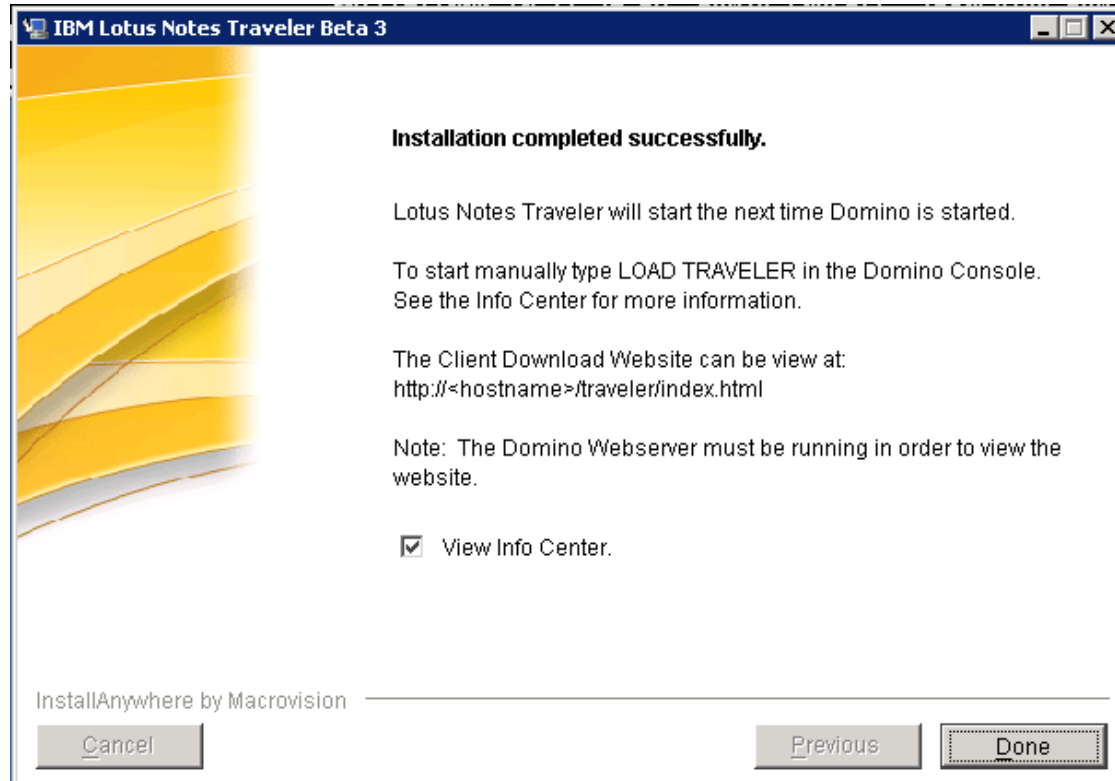 IBM Lotus Notes Traveler Beta 3
Installation completed successfully.
Lotus Notes Traveler will start the next time Domino is started.
To start manually type LOAD TRAVELER in the Domino Console.
See the Info Center for more information.
The Client Download Website can be view at:
http://<hostname>/traveler/index.html
Note:  The Domino Webserver must be running in order to view the
website.
View Info Center.
InstallAnywhere by Macrovision
Cancel
Previous
Done